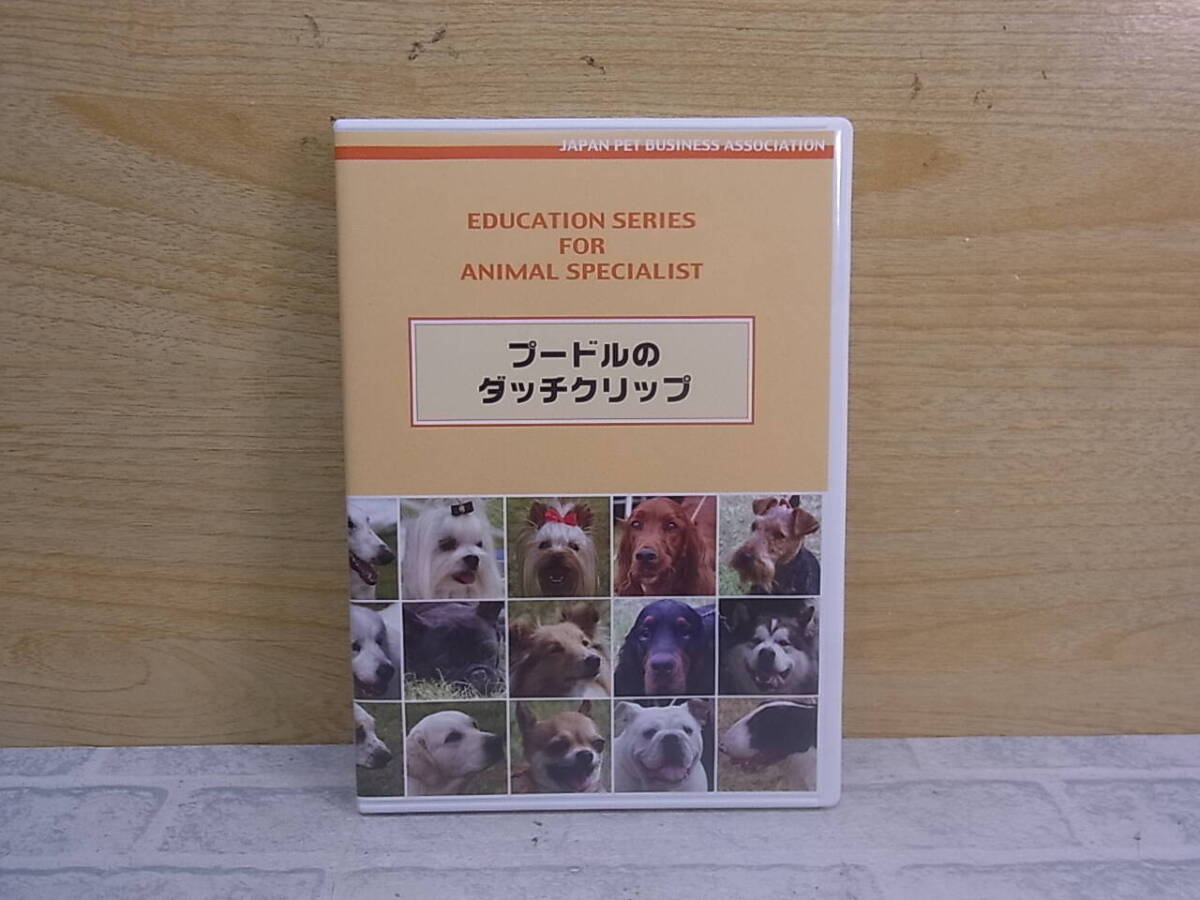 JAPAN PET BUSINESS ASSOCIATION
EDUCATION SERIES
FOR
ANIMAL SPECIALIST
プードルの
ダッチクリップ